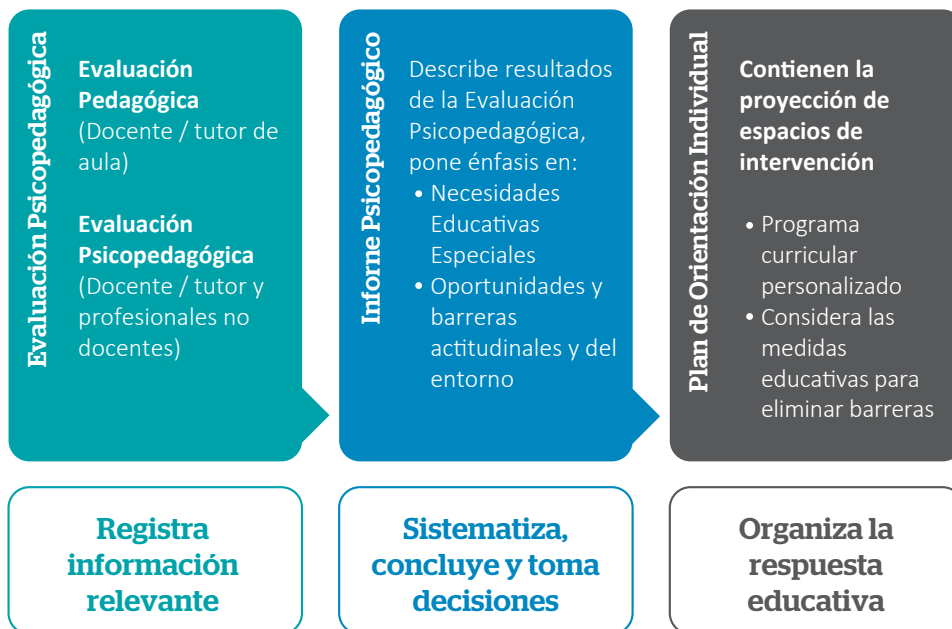 Evaluación Psicopedagógica
Evaluación
Pedagógica
(Docente / tutor de
aula)
Evaluación
Psicopedagógica
(Docente / tutor y
profesionales no
docentes)
Registra
información
relevante
Informe Psicopedagógico
Describe resultados
de la Evaluación
Psicopedagógica,
pone énfasis en:
• Necesidades
Educativas
Especiales
• Oportunidades y
barreras
actitudinales y del
entorno
Sistematiza,
concluye y toma
decisiones
Plan de Orientación Individual
Contienen la
proyección de
espacios de
intervención
• Programa
curricular
personalizado
• Considera las
medidas
educativas para
eliminar barreras
Organiza la
respuesta
educativa